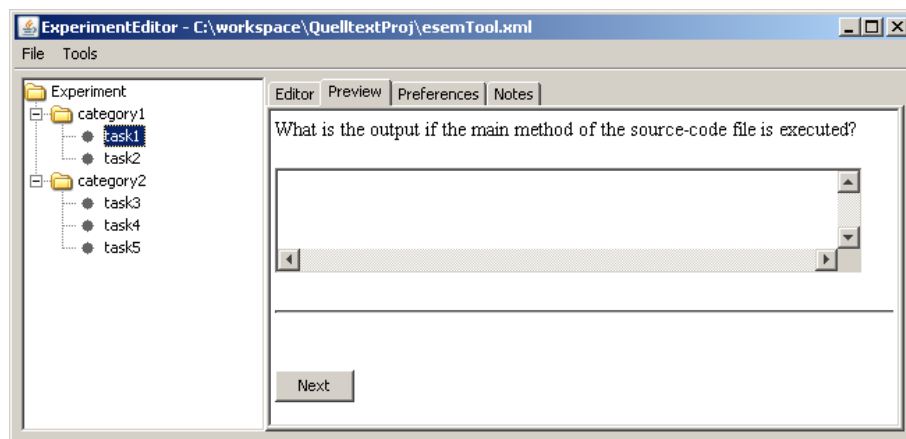 ExperimentEditor - C:\workspace\QuelltextProj\esemTool.xml
File Tools
Experiment
category1
task1
task2
category2
task3
task4
task5
Editor Preview Preferences Notes
What is the output if the main method of the source-code file is executed?
Next